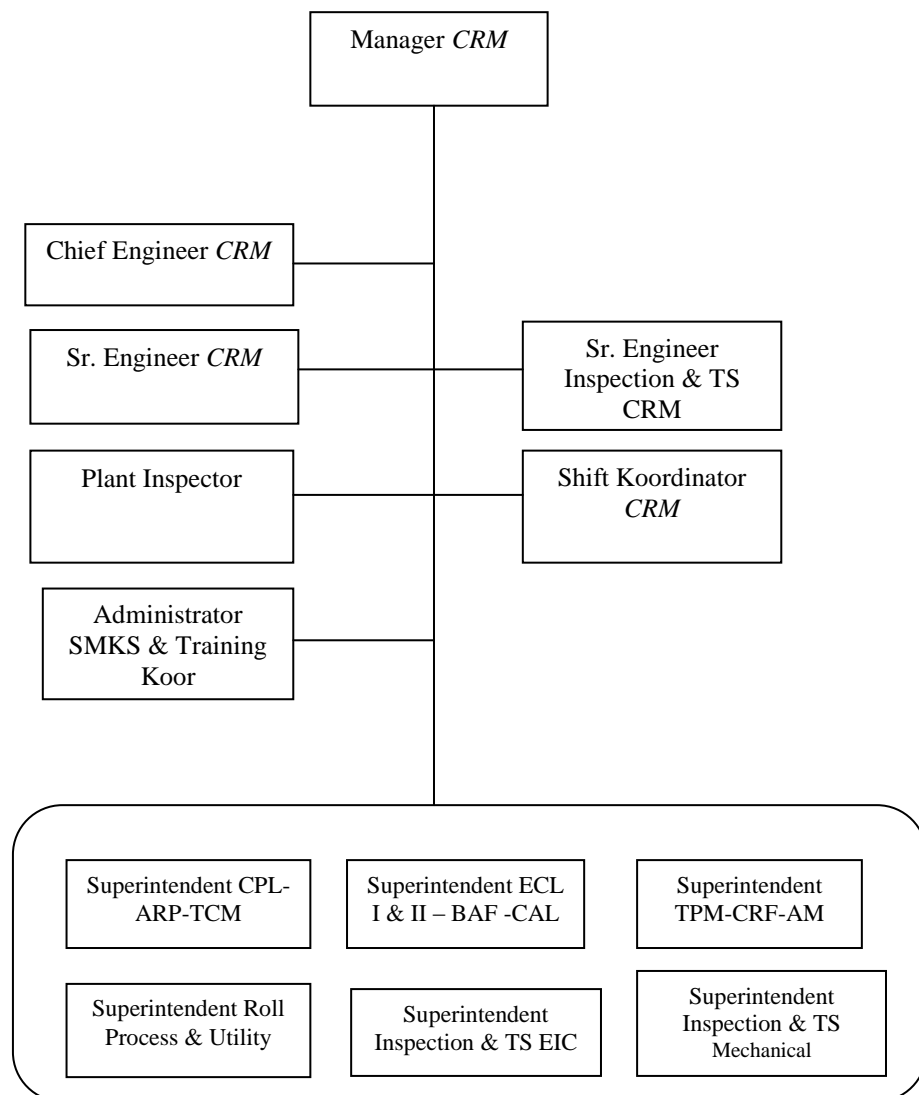 Manager CRM
Chief Engineer CRM
Sr. Engineer CRM
Sr. Engineer
Inspection & TS
CRM
Plant Inspector
Shift Koordinator
CRM
Administrator
SMKS & Training
Koor
Superintendent CPL-
ARP-TCM
Superintendent ECL
I & II – BAF -CAL
Superintendent
TPM-CRF-AM
Superintendent Roll
Process & Utility
Superintendent
Inspection & TS EIC
Superintendent
Inspection & TS
Mechanical